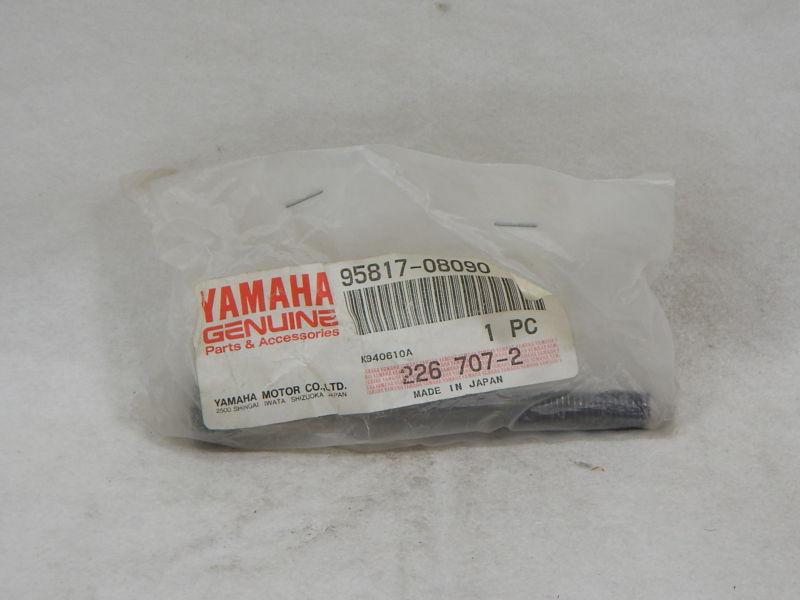 95817-08090
YAMAHA
GENUINE
Parts & Accessories
1 PC
K940610A
226 707-2
YAMAHA MOTOR CO.,LTD.
2500 SHINGAI IWATA SHIZUOKA JAPAN
MADE IN JAPAN